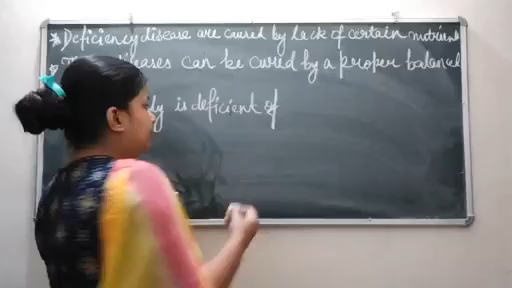 * Deficiency disease are caused by lack of certain nutrient
diseases can be cured by a proper balanced
is deficient of